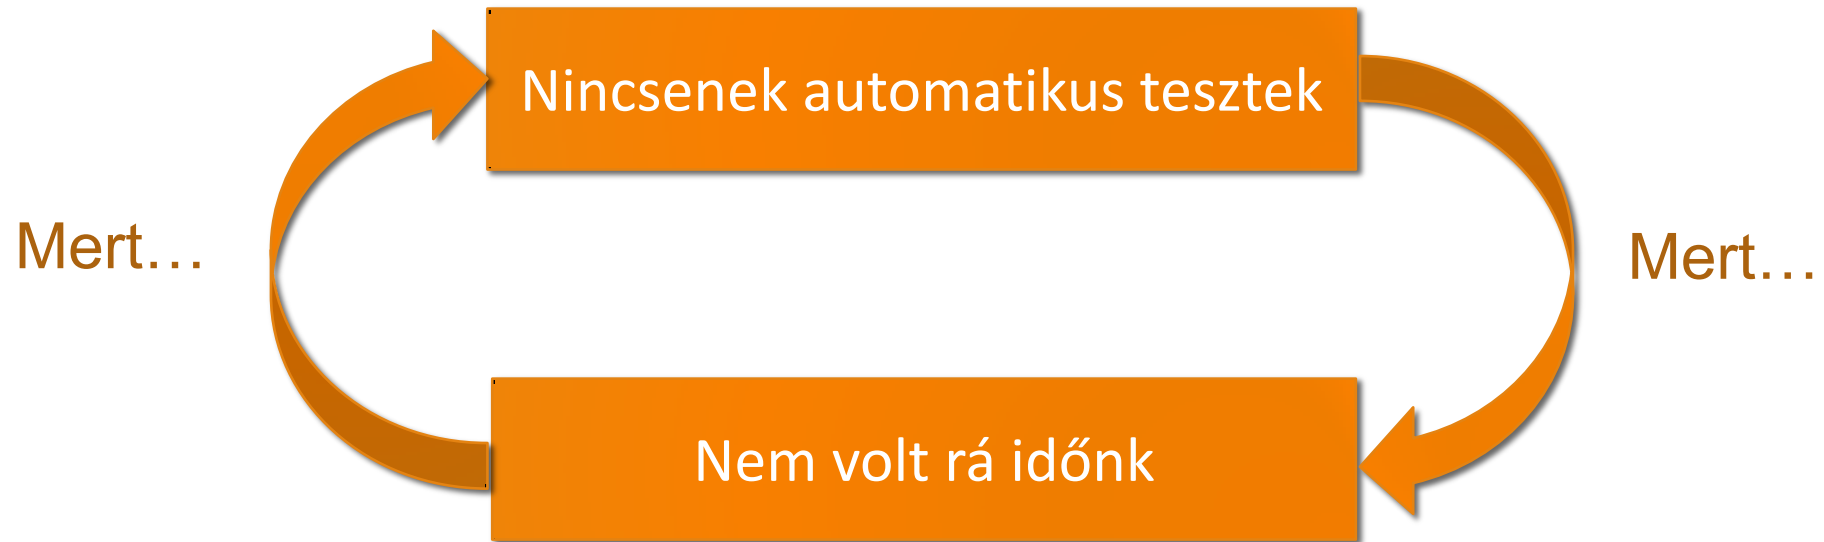 Nincsenek automatikus tesztek
Mert…
Mert…
Nem volt rá időnk